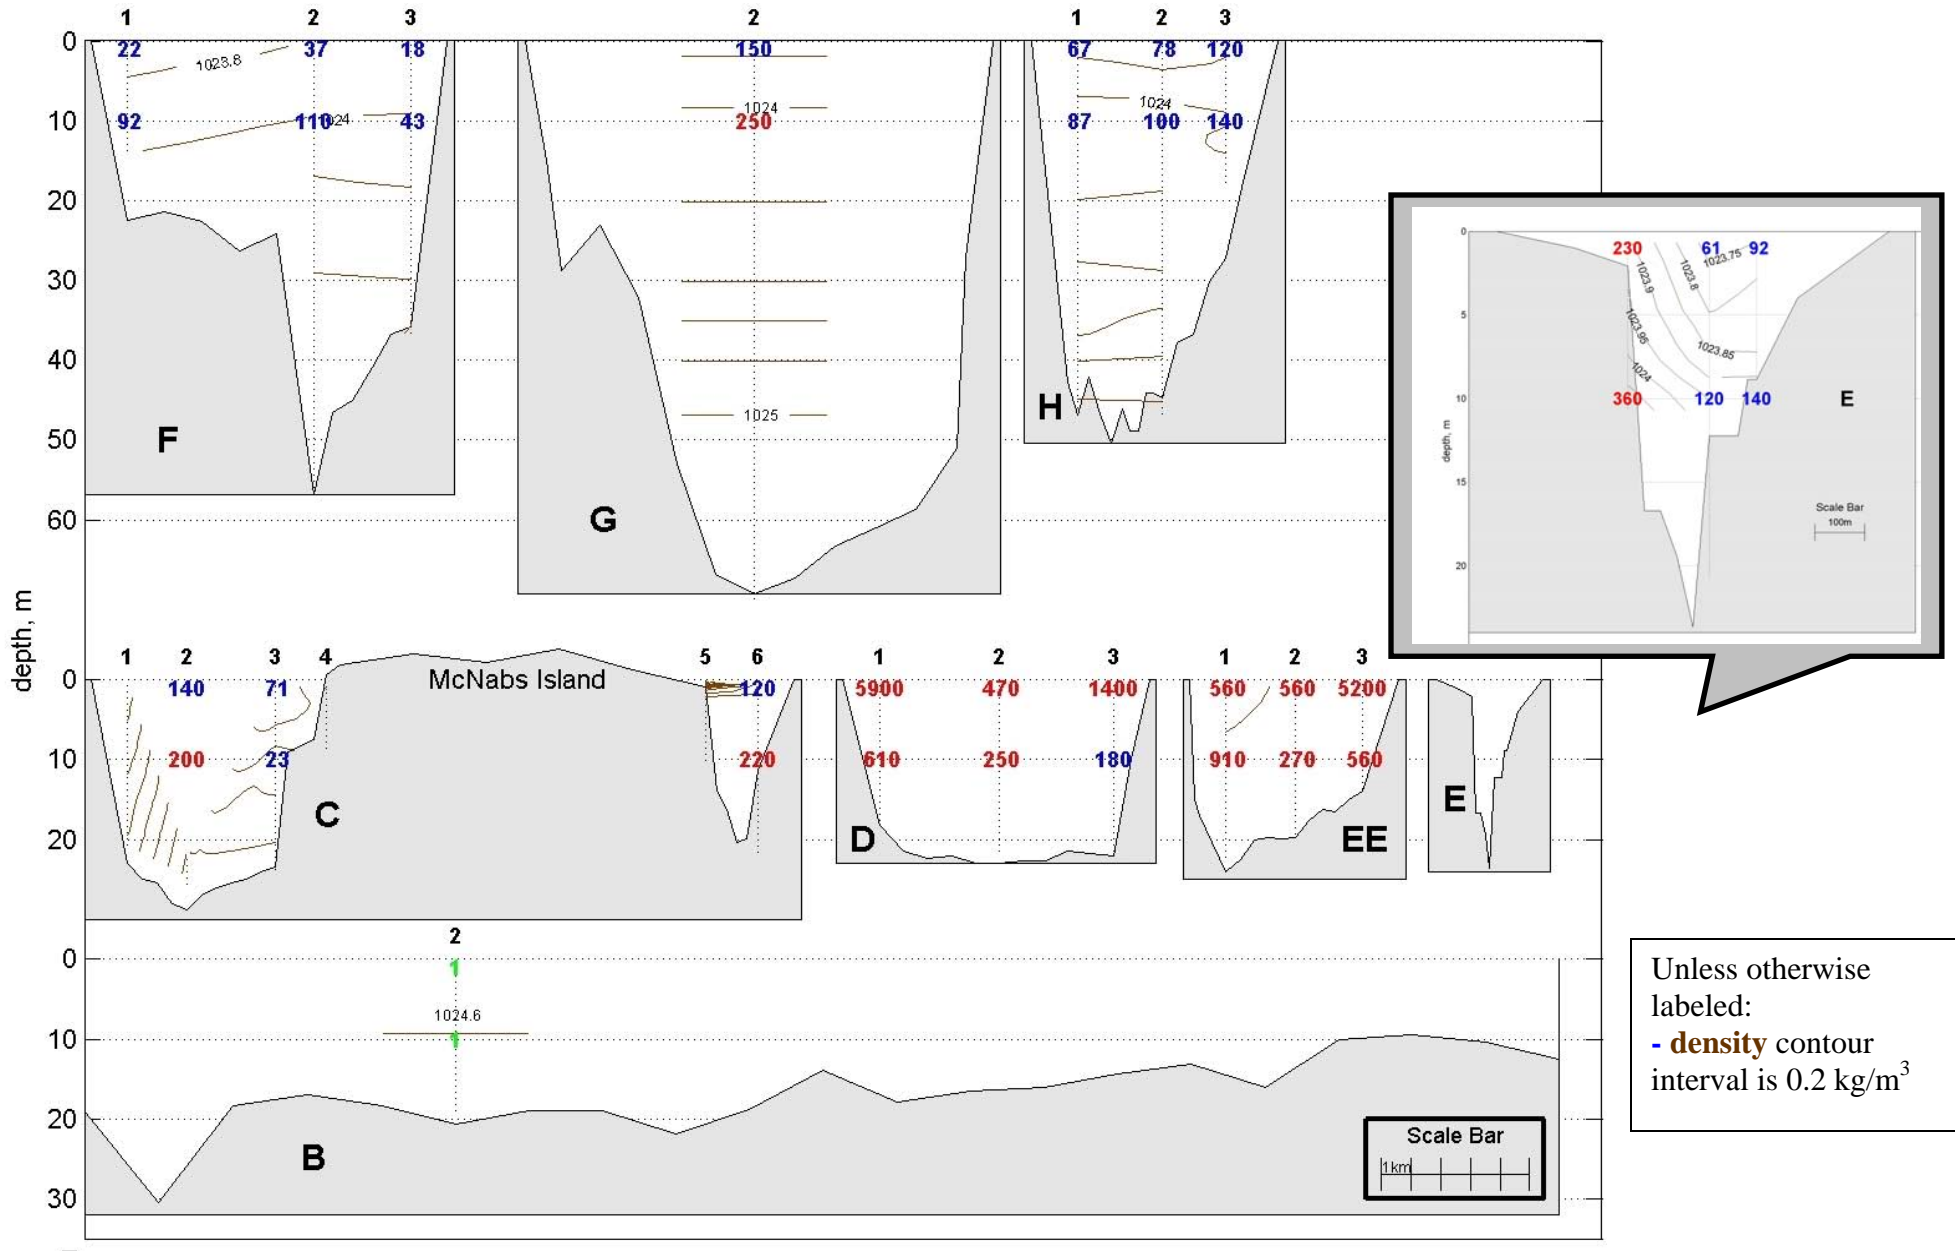 1 2 3 2 1 2 3
0 22 37 18 150 67 78 120
1023.8
1024 1024
10 92 110 024 43 250 87 100 140
20
30
40
1025
H
50
F
60
G
depth, m
0 230 61 92
1023.75
1023.8
1023.9
5
1023.95
1023.85
1024
10 360 120 140 E
depth, m
15
Scale Bar
100m
20
1 2 3 4 5 6 1 2 3 1 2 3
McNabs Island
0 140 71 120 5900 470 1400 560 560 5200
10 200 23 220 610 250 180 910 270 560
C E
20 D EE
2
0 1
1024.6
10 1
20
B
30
Scale Bar
1km
Unless otherwise
labeled:
- density contour
interval is 0.2 kg/m³